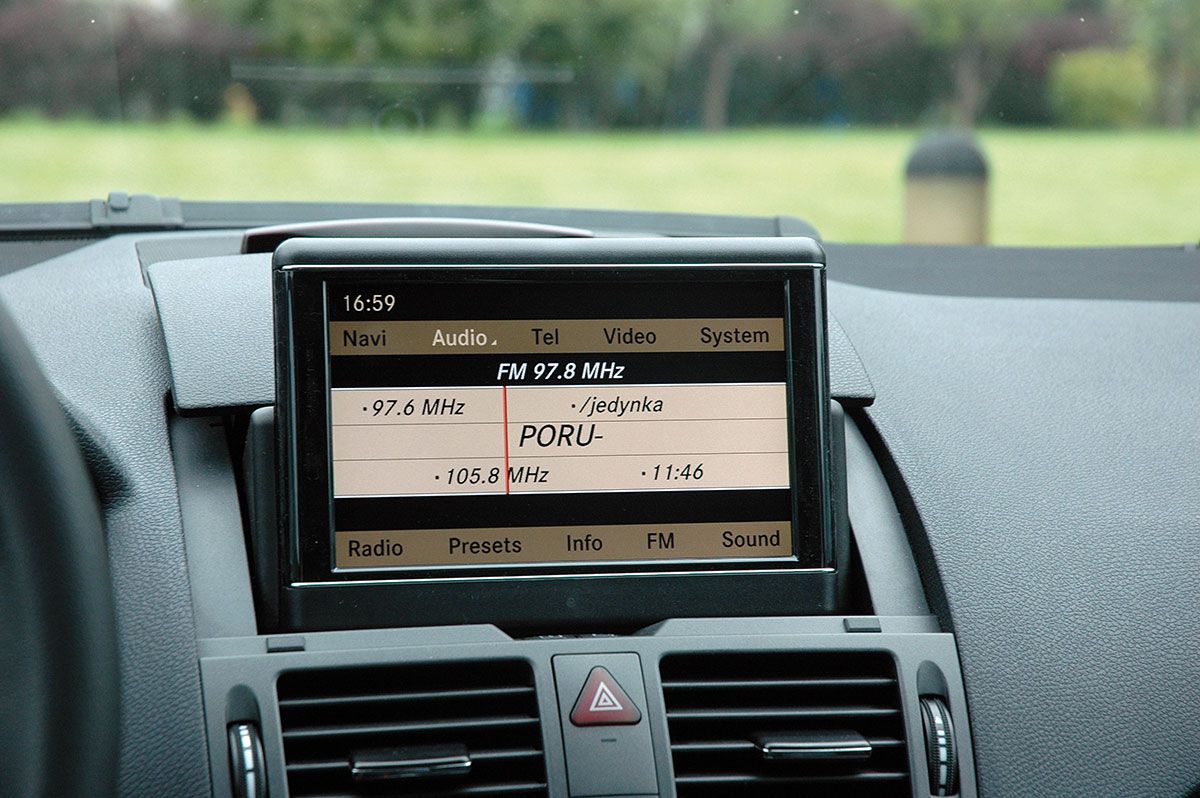 16:59
Navi Audio Tel Video System
FM 97.8 MHz
·97.6 MHz ·/jedynka
PORU-
·105.8 MHz ·11:46
Radio Presets Info FM Sound